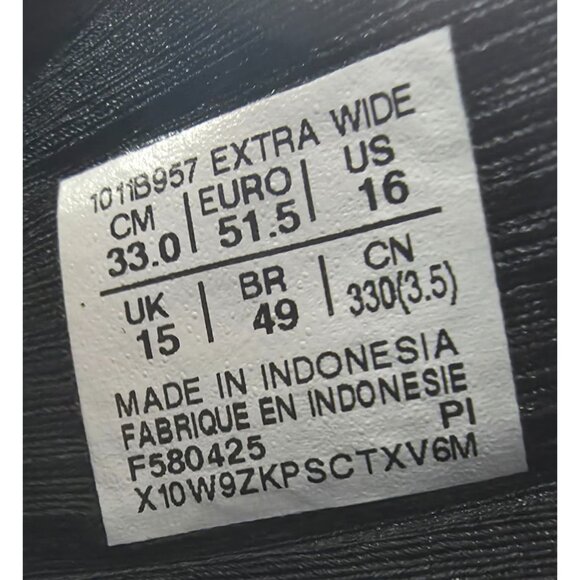 1011B957 EXTRA WIDE
CM EURO US
33.0 51.5 16
UK BR CN
15 49 330(3.5)
MADE IN INDONESIA
FABRIQUE EN INDONESIE
F580425 PI
X10W9ZKPSCTXV6M